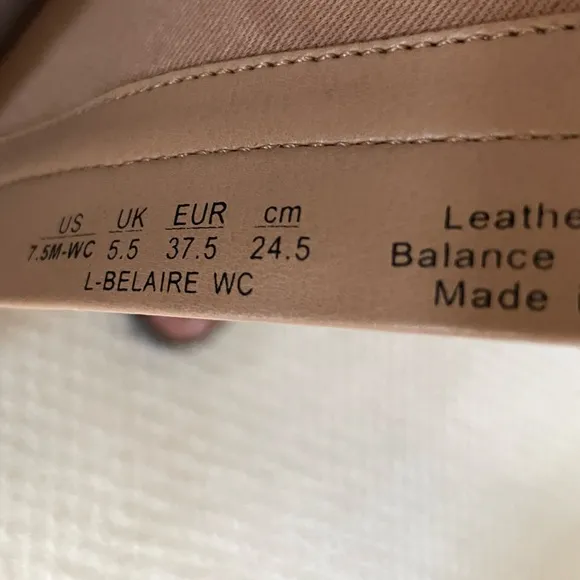 US UK EUR cm
7.5M-WC 5.5 37.5 24.5
L-BELAIRE WC
Leathe
Balance
Made